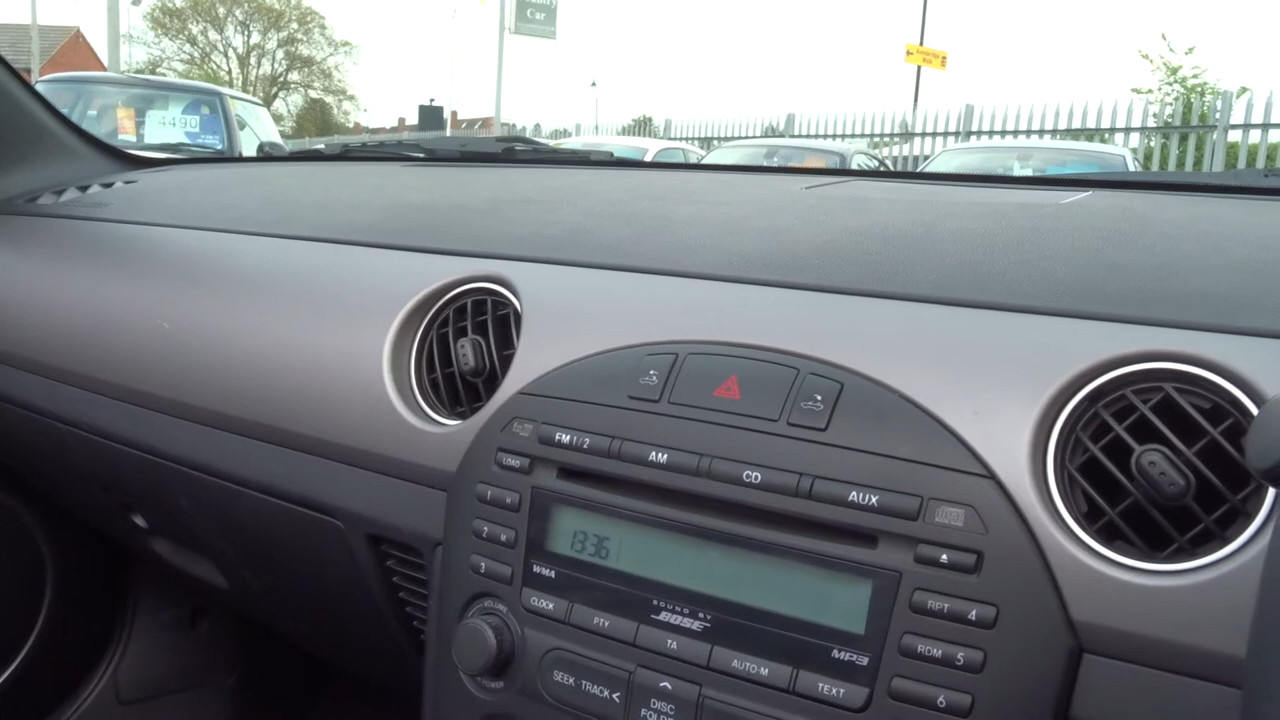 Car
4490
FM 1/2
AM
CD
AUX
LOAD
1 H
2 M
3
13:36
WMA
CLOCK
PTY
TA
AUTO-M
TEXT
SOUND BY
BOSE
MP3
RPT 4
RDM 5
6
VOLUME
POWER
SEEK·TRACK
DISC